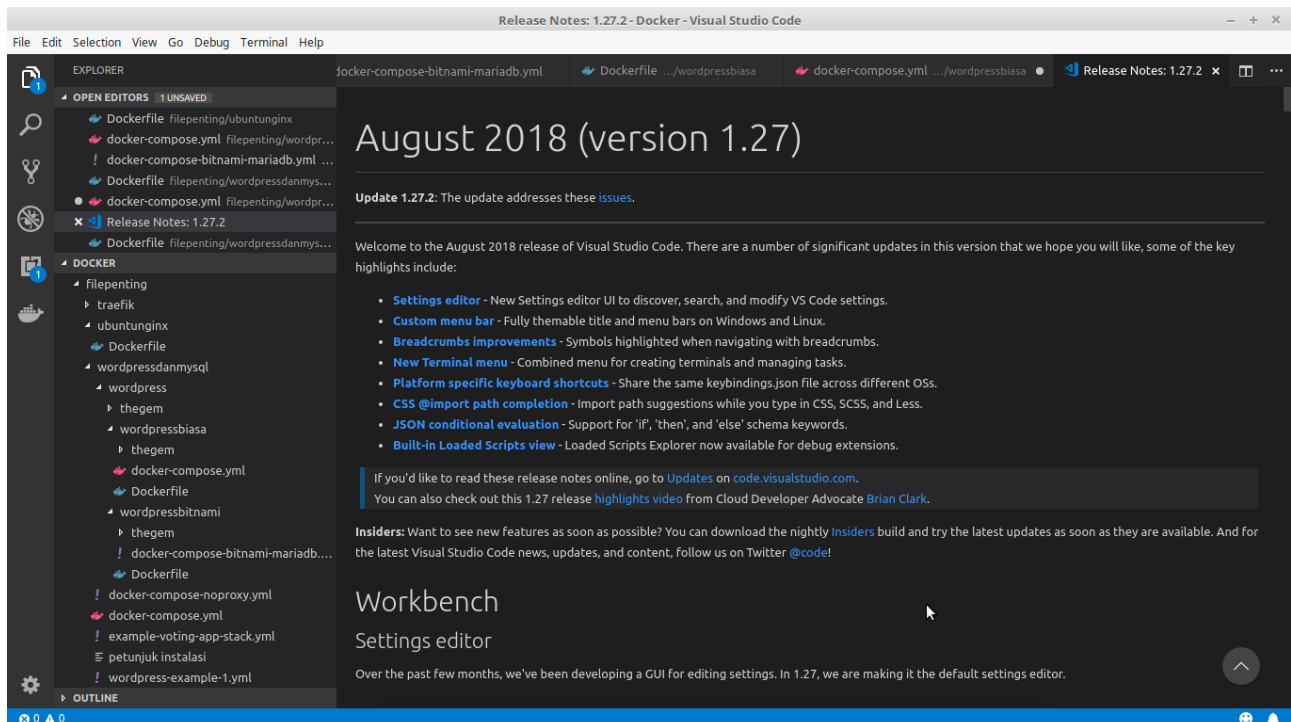 Release Notes: 1.27.2 - Docker - Visual Studio Code
File Edit Selection View Go Debug Terminal Help
EXPLORER
docker-compose-bitnami-mariadb.yml Dockerfile .../wordpressbiasa docker-compose.yml .../wordpressbiasa Release Notes: 1.27.2
OPEN EDITORS 1 UNSAVED
Dockerfile filepenting/ubuntunginx
docker-compose.yml filepenting/wordpr...
! docker-compose-bitnami-mariadb.yml ...
Dockerfile filepenting/wordpressdanmys...
docker-compose.yml filepenting/wordpr...
Release Notes: 1.27.2
Dockerfile filepenting/wordpressdanmys...
DOCKER
filepenting
traefik
ubuntunginx
Dockerfile
wordpressdanmysql
wordpress
thegem
wordpressbiasa
thegem
docker-compose.yml
Dockerfile
wordpressbitnami
thegem
! docker-compose-bitnami-mariadb....
Dockerfile
! docker-compose-noproxy.yml
docker-compose.yml
! example-voting-app-stack.yml
petunjuk instalasi
! wordpress-example-1.yml
OUTLINE
1
1
August 2018 (version 1.27)
Update 1.27.2: The update addresses these issues.
Welcome to the August 2018 release of Visual Studio Code. There are a number of significant updates in this version that we hope you will like, some of the key
highlights include:
• Settings editor - New Settings editor UI to discover, search, and modify VS Code settings.
• Custom menu bar - Fully themable title and menu bars on Windows and Linux.
• Breadcrumbs improvements - Symbols highlighted when navigating with breadcrumbs.
• New Terminal menu - Combined menu for creating terminals and managing tasks.
• Platform specific keyboard shortcuts - Share the same keybindings.json file across different OSs.
• CSS @import path completion - Import path suggestions while you type in CSS, SCSS, and Less.
• JSON conditional evaluation - Support for 'if', 'then', and 'else' schema keywords.
• Built-in Loaded Scripts view - Loaded Scripts Explorer now available for debug extensions.
If you'd like to read these release notes online, go to Updates on code.visualstudio.com.
You can also check out this 1.27 release highlights video from Cloud Developer Advocate Brian Clark.
Insiders: Want to see new features as soon as possible? You can download the nightly Insiders build and try the latest updates as soon as they are available. And for
the latest Visual Studio Code news, updates, and content, follow us on Twitter @code!
Workbench
Settings editor
Over the past few months, we've been developing a GUI for editing settings. In 1.27, we are making it the default settings editor.
0 0